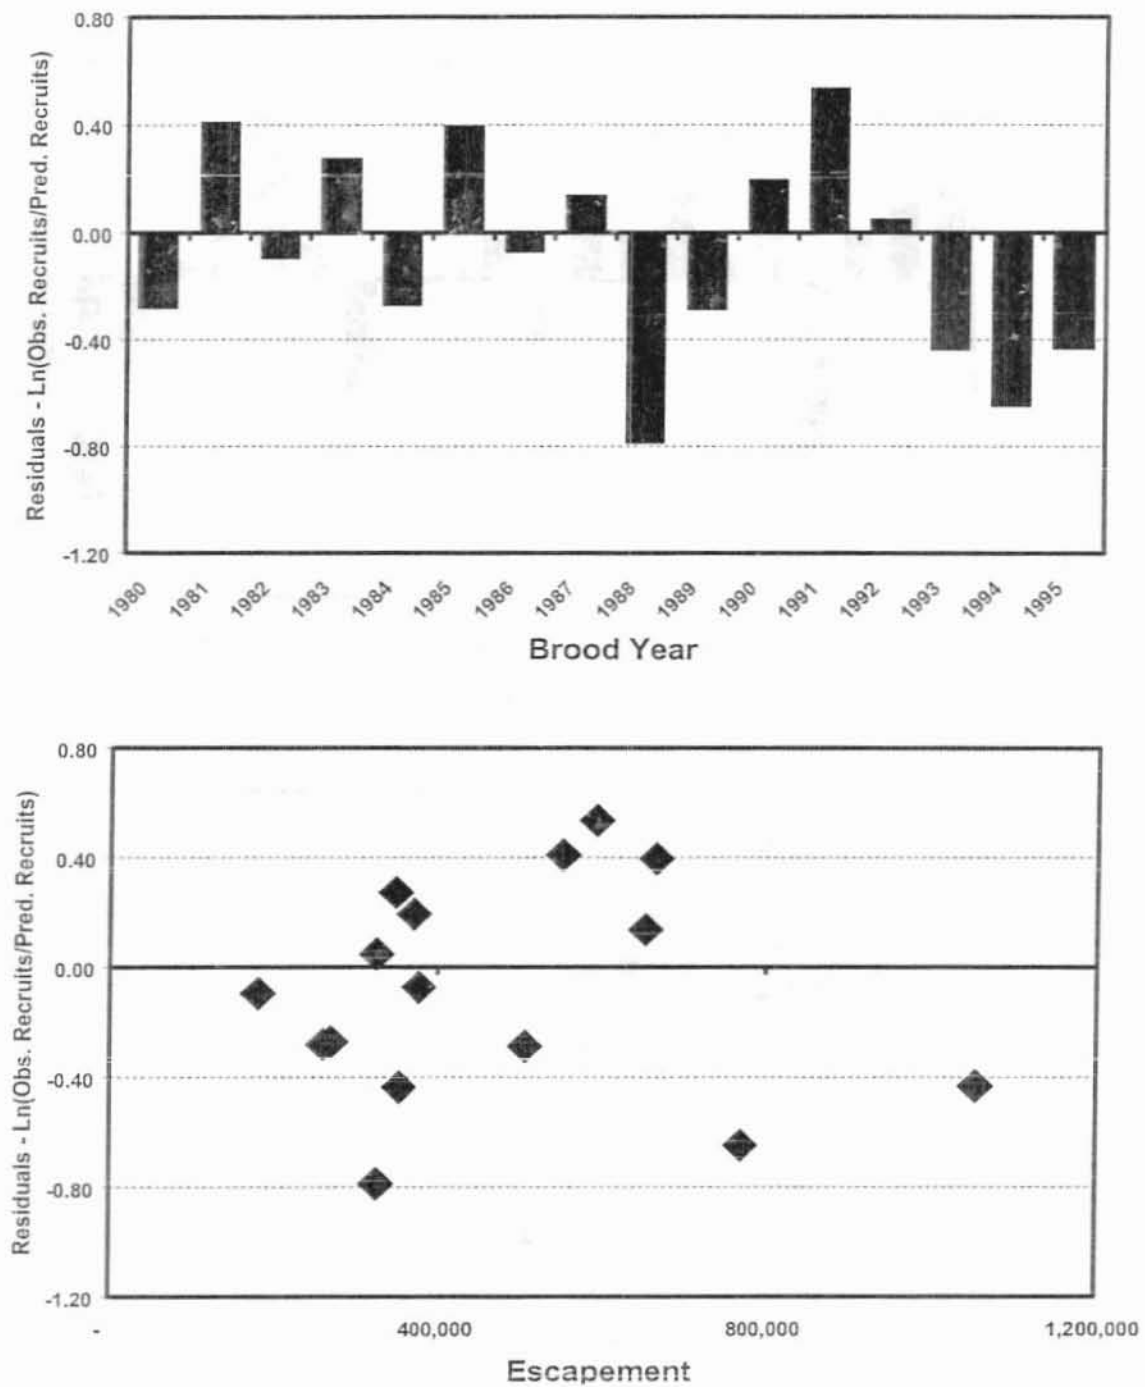 Residuals - Ln(Obs. Recruits/Pred. Recruits)
0.80
0.40
0.00
-0.40
-0.80
-1.20
1980 1981 1982 1983 1984 1985 1986 1987 1988 1989 1990 1991 1992 1993 1994 1995
Brood Year
Residuals - Ln(Obs. Recruits/Pred. Recruits)
0.80
0.40
0.00
-0.40
-0.80
-1.20
- 400,000 800,000 1,200,000
Escapement